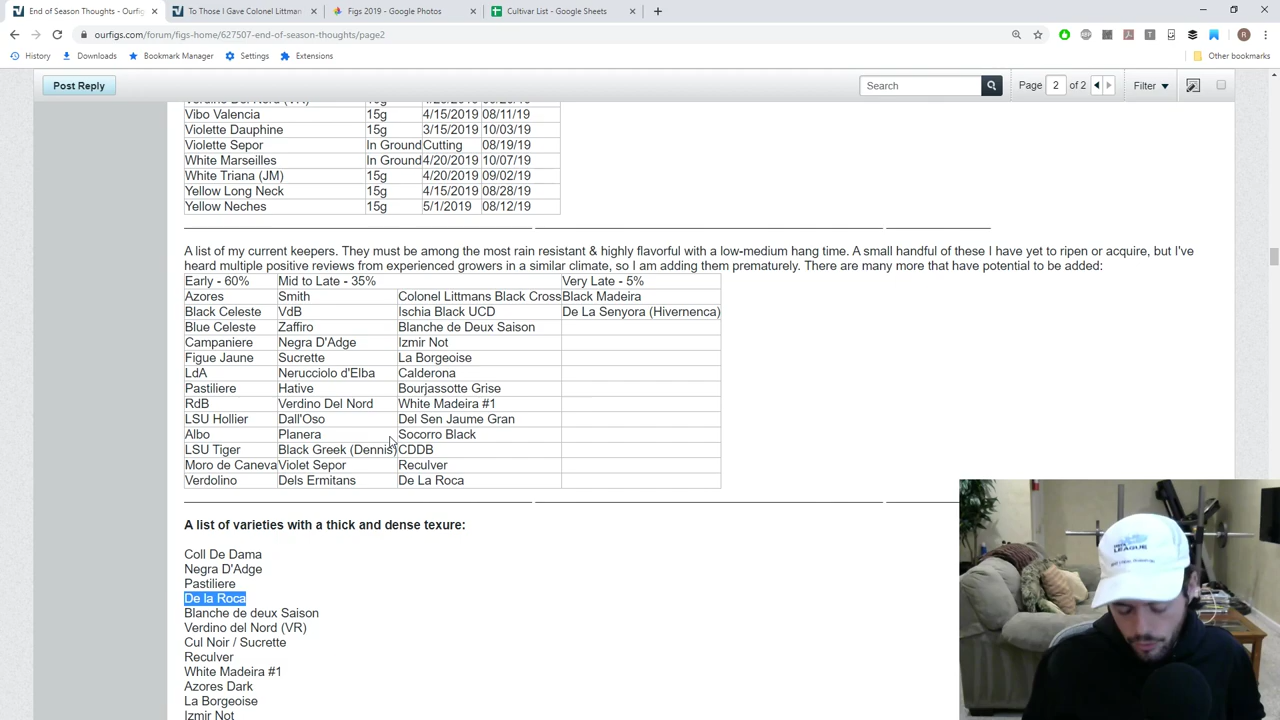 End of Season Thoughts - OurFigs
To Those I Gave Colonel Littman
Figs 2019 - Google Photos
Cultivar List - Google Sheets
ourfigs.com/forum/figs-home/627507-end-of-season-thoughts/page2
History Downloads Bookmark Manager Settings Extensions Other bookmarks
Post Reply Search Page 2 of 2 Filter
Vibo Valencia 15g 4/15/2019 08/11/19
Violette Dauphine 15g 3/15/2019 10/03/19
Violette Sepor In Ground Cutting 08/19/19
White Marseilles In Ground 4/20/2019 10/07/19
White Triana (JM) 15g 4/20/2019 09/02/19
Yellow Long Neck 15g 4/15/2019 08/28/19
Yellow Neches 15g 5/1/2019 08/12/19
A list of my current keepers. They must be among the most rain resistant & highly flavorful with a low-medium hang time. A small handful of these I have yet to ripen or acquire, but I've
heard multiple positive reviews from experienced growers in a similar climate, so I am adding them prematurely. There are many more that have potential to be added:
Early - 60% Mid to Late - 35% Very Late - 5%
Azores Smith Colonel Littmans Black Cross Black Madeira
Black Celeste VdB Ischia Black UCD De La Senyora (Hivernenca)
Blue Celeste Zaffiro Blanche de Deux Saison
Campaniere Negra D'Adge Izmir Not
Figue Jaune Sucrette La Borgeoise
LdA Nerucciolo d'Elba Calderona
Pastiliere Hative Bourjassotte Grise
RdB Verdino Del Nord White Madeira #1
LSU Hollier Dall'Oso Del Sen Jaume Gran
Albo Planera Socorro Black
LSU Tiger Black Greek (Dennis) CDDB
Moro de Caneva Violet Sepor Reculver
Verdolino Dels Ermitans De La Roca
A list of varieties with a thick and dense texure:
Coll De Dama
Negra D'Adge
Pastiliere
De la Roca
Blanche de deux Saison
Verdino del Nord (VR)
Cul Noir / Sucrette
Reculver
White Madeira #1
Azores Dark
La Borgeoise
Izmir Not